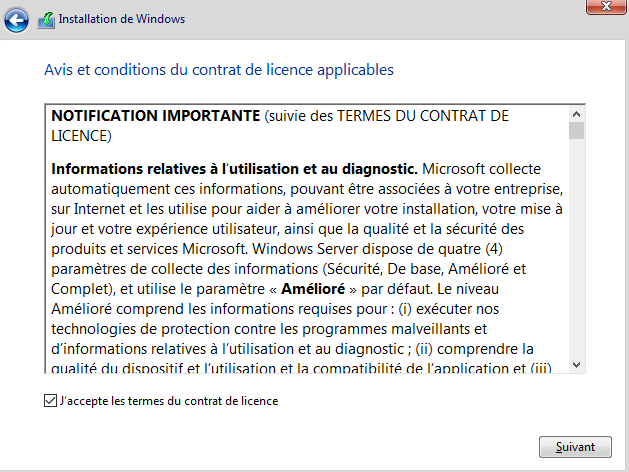 Installation de Windows
Avis et conditions du contrat de licence applicables
NOTIFICATION IMPORTANTE (suivie des TERMES DU CONTRAT DE
LICENCE)
Informations relatives à l'utilisation et au diagnostic. Microsoft collecte
automatiquement ces informations, pouvant être associées à votre entreprise,
sur Internet et les utilise pour aider à améliorer votre installation, votre mise à
jour et votre expérience utilisateur, ainsi que la qualité et la sécurité des
produits et services Microsoft. Windows Server dispose de quatre (4)
paramètres de collecte des informations (Sécurité, De base, Amélioré et
Complet), et utilise le paramètre « Amélioré » par défaut. Le niveau
Amélioré comprend les informations requises pour : (i) exécuter nos
technologies de protection contre les programmes malveillants et
d'informations relatives à l'utilisation et au diagnostic ; (ii) comprendre la
qualité du dispositif et l'utilisation et la compatibilité de l'application et (iii)
J'accepte les termes du contrat de licence
Suivant